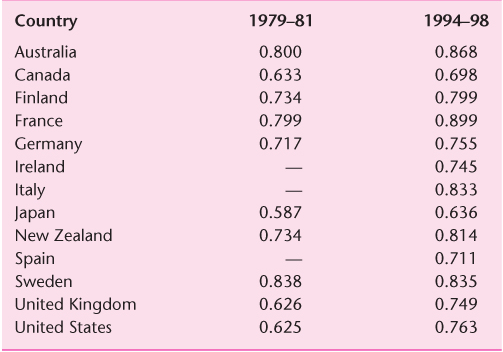 Country 1979–81 1994–98
Australia 0.800 0.868
Canada 0.633 0.698
Finland 0.734 0.799
France 0.799 0.899
Germany 0.717 0.755
Ireland — 0.745
Italy — 0.833
Japan 0.587 0.636
New Zealand 0.734 0.814
Spain — 0.711
Sweden 0.838 0.835
United Kingdom 0.626 0.749
United States 0.625 0.763